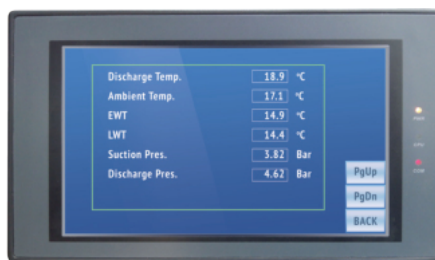 Discharge Temp. 18.9 °C
Ambient Temp. 17.1 °C
EWT 14.9 °C
LWT 14.4 °C
Suction Pres. 3.82 Bar
Discharge Pres. 4.62 Bar
PgUp
PgDn
BACK